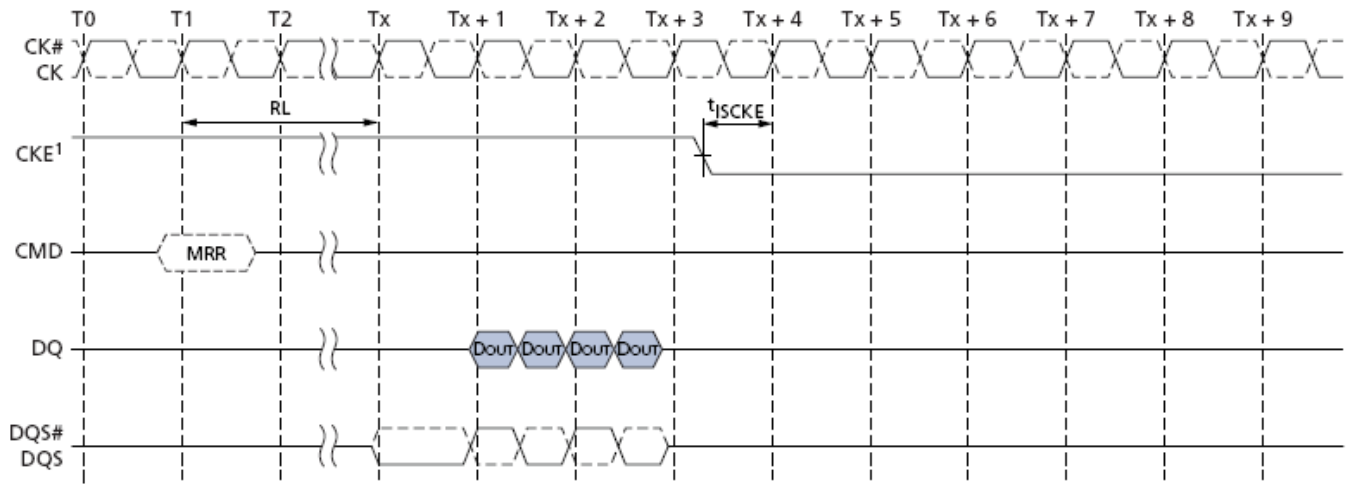 T0 T1 T2 Tx Tx + 1 Tx + 2 Tx + 3 Tx + 4 Tx + 5 Tx + 6 Tx + 7 Tx + 8 Tx + 9
CK#
CK
RL
tISCKE
CKE1
CMD MRR
DQ DOUT DOUT DOUT DOUT
DQS#
DQS